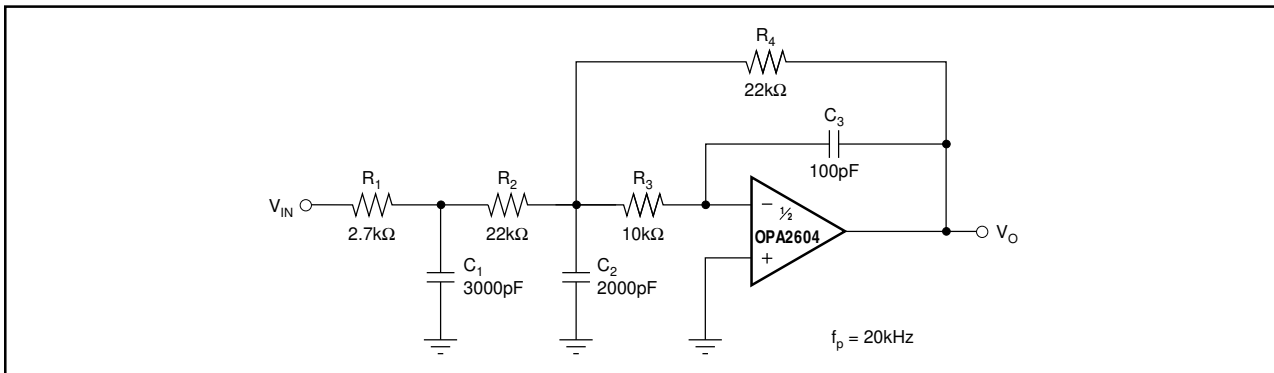 R4
22kΩ
C3
100pF
R1
R2
R3
VIN
2.7kΩ
22kΩ
10kΩ
−
½
OPA2604
+
VO
C1
3000pF
C2
2000pF
fp = 20kHz